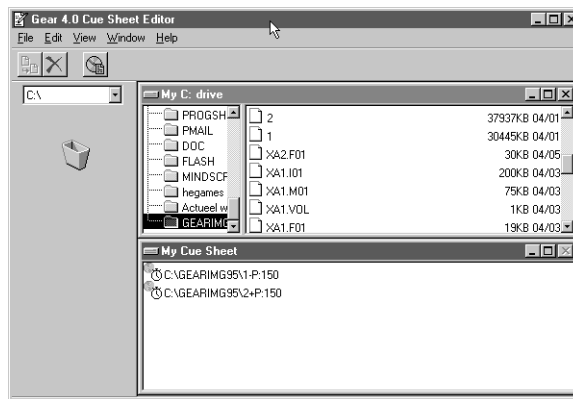 Gear 4.0 Cue Sheet Editor
File Edit View Window Help
C:\
My C: drive
PROGSH
PMAIL
DOC
FLASH
MINDSCF
hegames
Actueel w
GEARIMG
2 37937KB 04/01
1 30445KB 04/01
XA2.F01 30KB 04/05
XA1.I01 200KB 04/03
XA1.M01 75KB 04/03
XA1.VOL 1KB 04/03
XA1.F01 19KB 04/03
My Cue Sheet
C:\GEARIMG95\1-P:150
C:\GEARIMG95\2+P:150